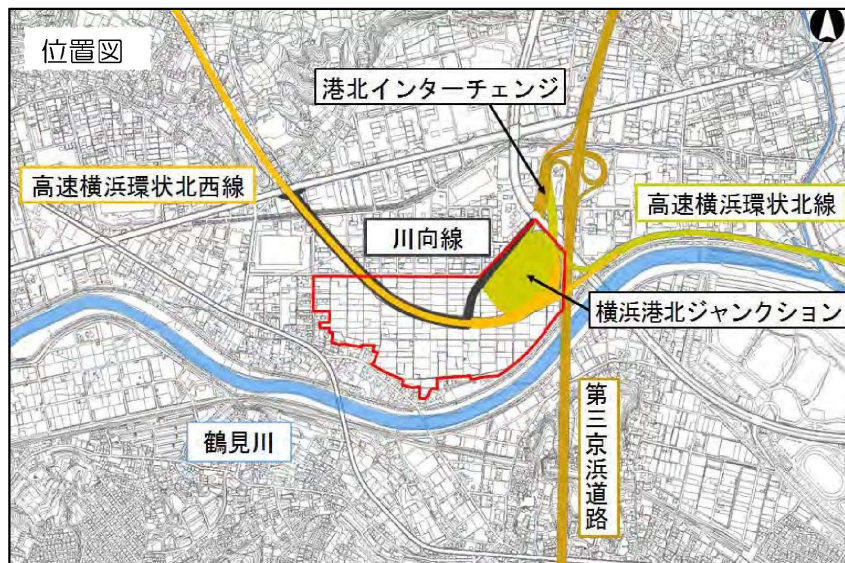 位置図
港北インターチェンジ
高速横浜環状北西線
高速横浜環状北線
川向線
横浜港北ジャンクション
第三京浜道路
鶴見川